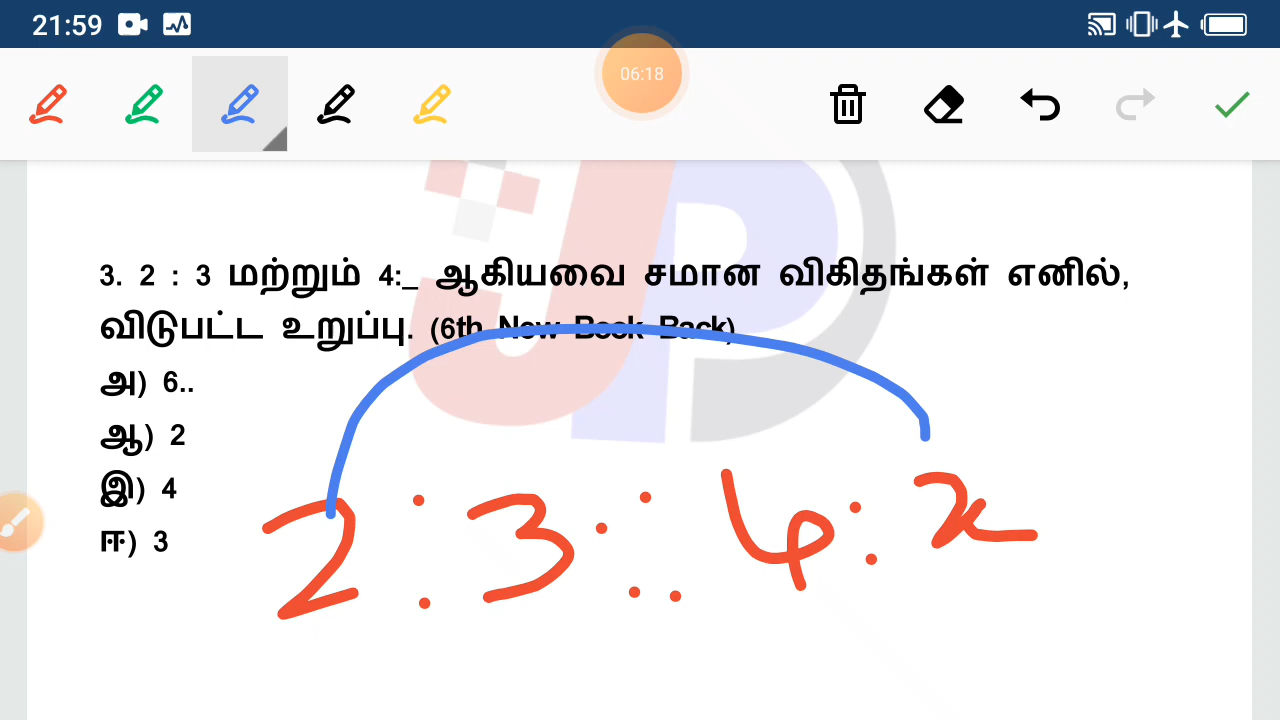 21:59
06:18
3. 2 : 3 மற்றும் 4:_ ஆகியவை சமான விகிதங்கள் எனில்,
விடுபட்ட உறுப்பு. (6th New Book Back)
அ) 6..
ஆ) 2
இ) 4
ஈ) 3
2 : 3 :: 4 : x